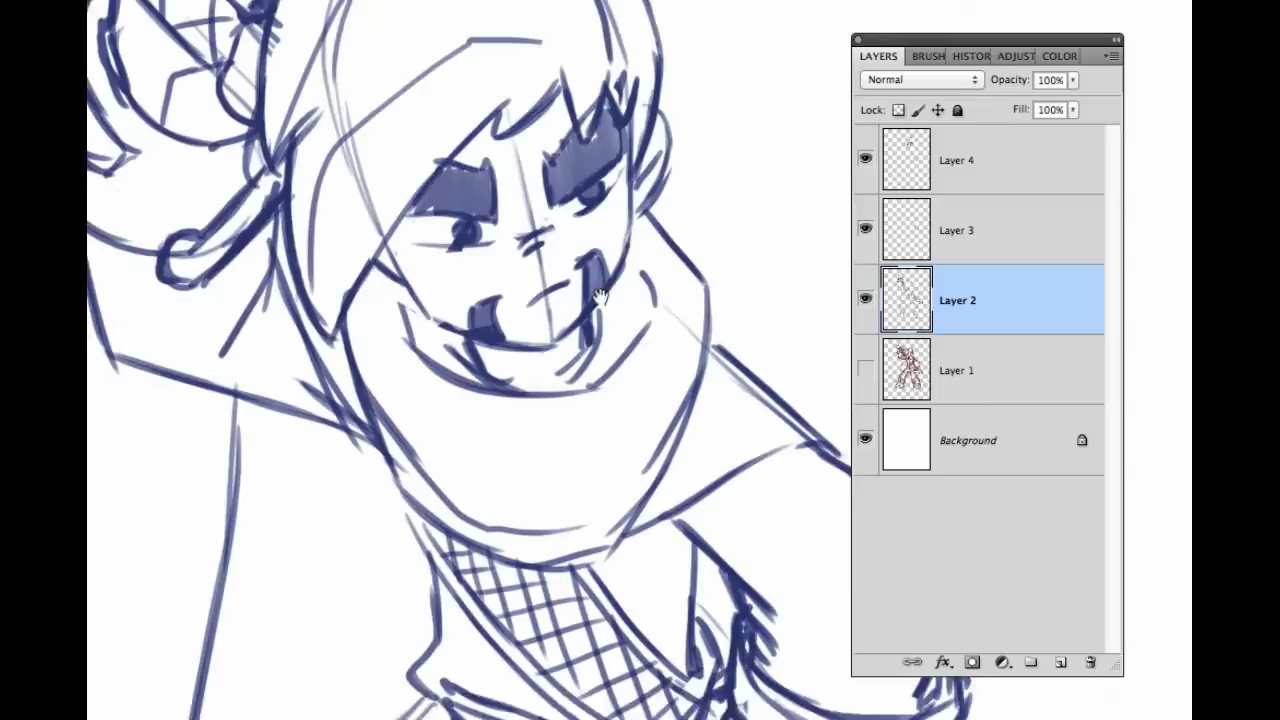 LAYERS BRUSH HISTOR ADJUST COLOR
Normal Opacity: 100%
Lock: Fill: 100%
Layer 4
Layer 3
Layer 2
Layer 1
Background
fx